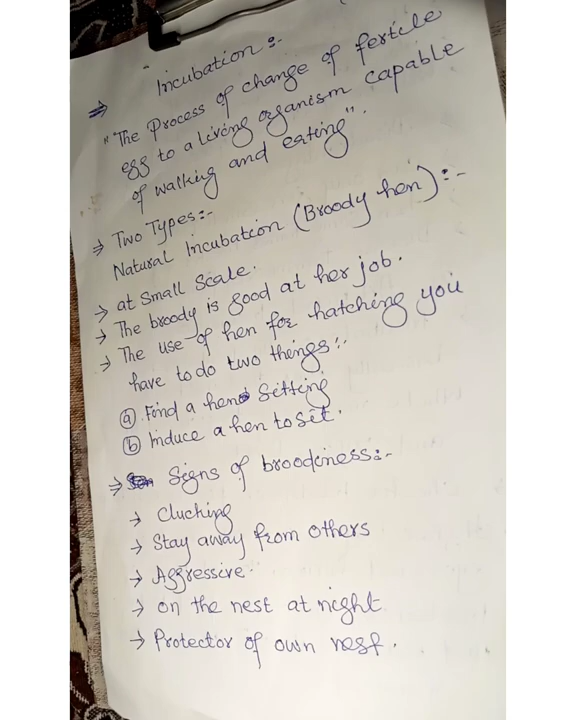 ⇒ Incubation :-
"The Process of change of fertile
egg to a living organism capable
of walking and eating".
⇒ Two Types:-
Natural Incubation (Broody hen):-
→ at Small Scale.
→ The broody is good at her job.
→ The use of hen for hatching you
have to do two things:-
ⓐ Find a hen Sitting
ⓑ Induce a hen to sit.
→ Signs of broodiness:-
→ Cluching
→ Stay away from others
→ Aggressive.
→ on the nest at night
→ Protector of own nest.